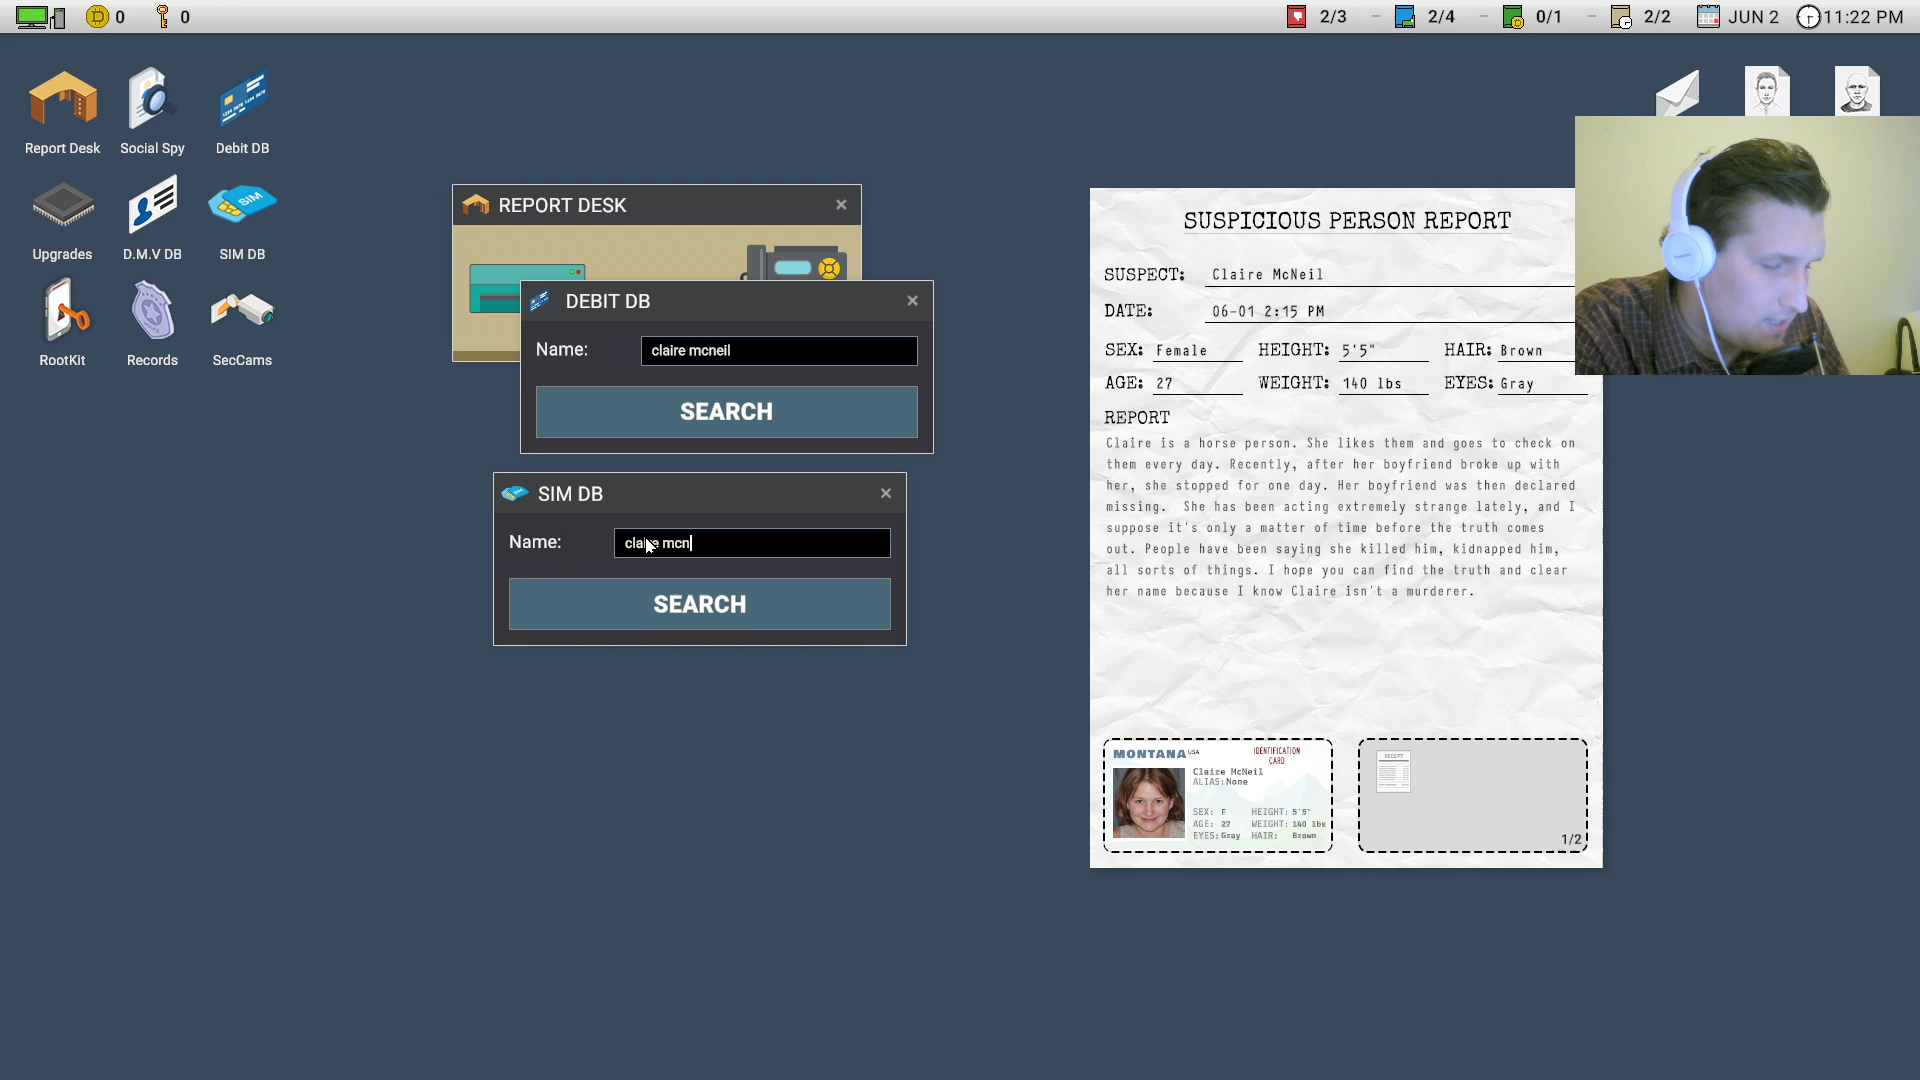 0
0
2/3
2/4
0/1
2/2
JUN 2
11:22 PM
Report Desk
Social Spy
Debit DB
Upgrades
D.M.V DB
SIM DB
RootKit
Records
SecCams
REPORT DESK
DEBIT DB
Name:
claire mcneil
SEARCH
SIM DB
Name:
claire mcn
SEARCH
SUSPICIOUS PERSON REPORT
SUSPECT: Claire McNeil
DATE: 06-01 2:15 PM
SEX: Female HEIGHT: 5'5" HAIR: Brown
AGE: 27 WEIGHT: 140 lbs EYES: Gray
REPORT
Claire is a horse person. She likes them and goes to check on
them every day. Recently, after her boyfriend broke up with
her, she stopped for one day. Her boyfriend was then declared
missing. She has been acting extremely strange lately, and I
suppose it's only a matter of time before the truth comes
out. People have been saying she killed him, kidnapped him,
all sorts of things. I hope you can find the truth and clear
her name because I know Claire isn't a murderer.
MONTANA USA
IDENTIFICATION
CARD
Claire McNeil
ALIAS: None
SEX: F HEIGHT: 5'5"
AGE: 27 WEIGHT: 140 lbs
EYES: Gray HAIR: Brown
RECEIPT
1/2